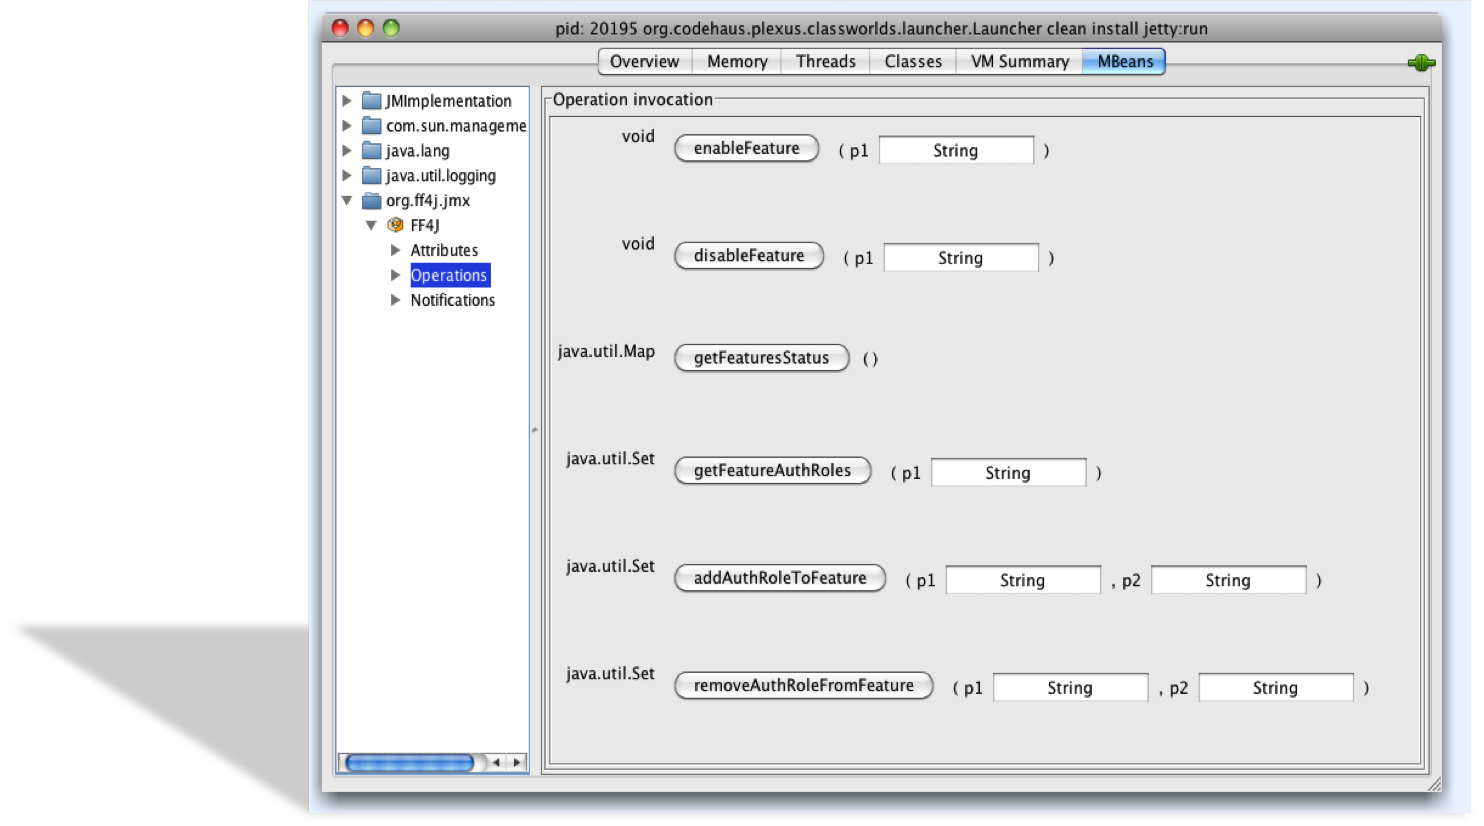 pid: 20195 org.codehaus.plexus.classworlds.launcher.Launcher clean install jetty:run
Overview Memory Threads Classes VM Summary MBeans
JMImplementation
com.sun.manageme
java.lang
java.util.logging
org.ff4j.jmx
FF4J
Attributes
Operations
Notifications
Operation invocation
void enableFeature ( p1 String )
void disableFeature ( p1 String )
java.util.Map getFeaturesStatus ()
java.util.Set getFeatureAuthRoles ( p1 String )
java.util.Set addAuthRoleToFeature ( p1 String , p2 String )
java.util.Set removeAuthRoleFromFeature ( p1 String , p2 String )